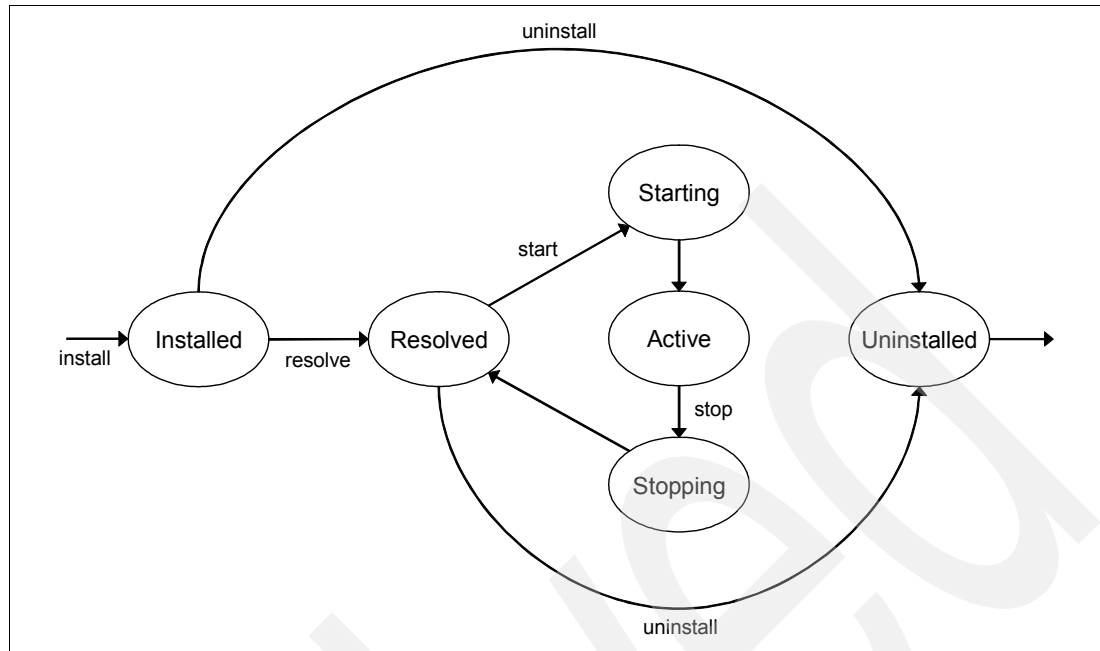 uninstall
Starting
start
Installed
Resolved
Active
Uninstalled
install
resolve
stop
Stopping
uninstall